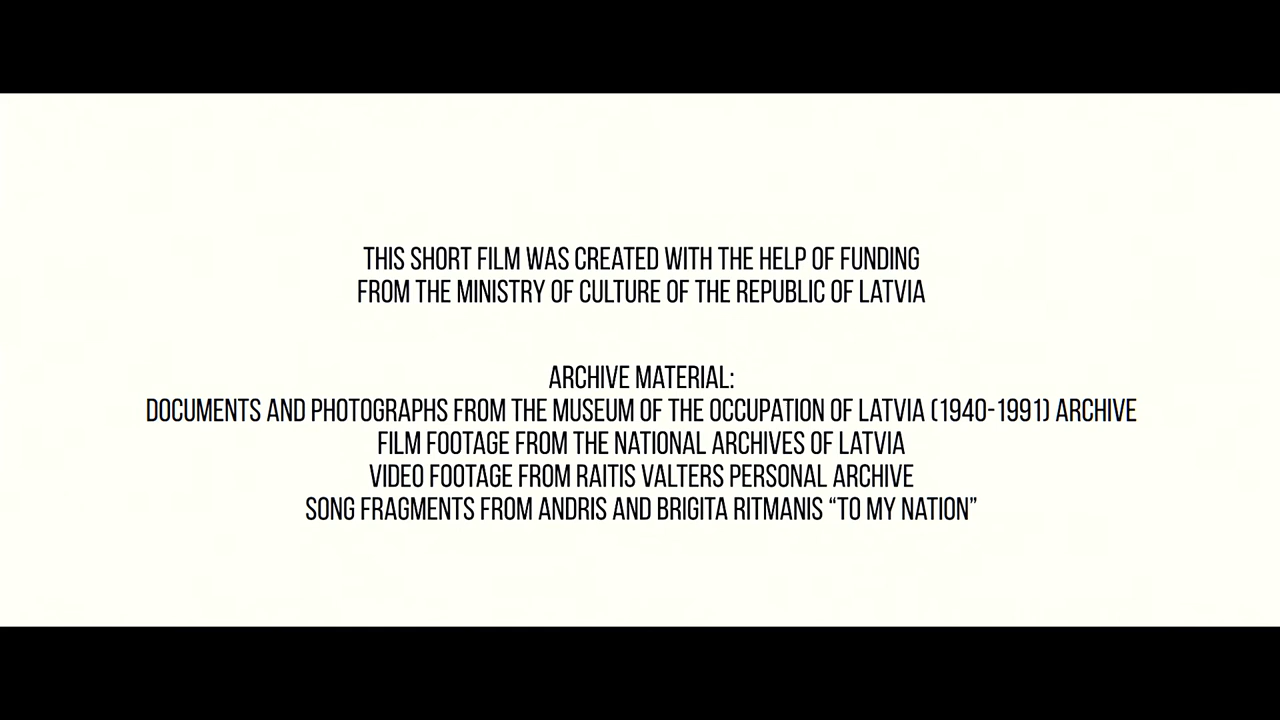 THIS SHORT FILM WAS CREATED WITH THE HELP OF FUNDING
FROM THE MINISTRY OF CULTURE OF THE REPUBLIC OF LATVIA
ARCHIVE MATERIAL:
DOCUMENTS AND PHOTOGRAPHS FROM THE MUSEUM OF THE OCCUPATION OF LATVIA (1940-1991) ARCHIVE
FILM FOOTAGE FROM THE NATIONAL ARCHIVES OF LATVIA
VIDEO FOOTAGE FROM RAITIS VALTERS PERSONAL ARCHIVE
SONG FRAGMENTS FROM ANDRIS AND BRIGITA RITMANIS “TO MY NATION”